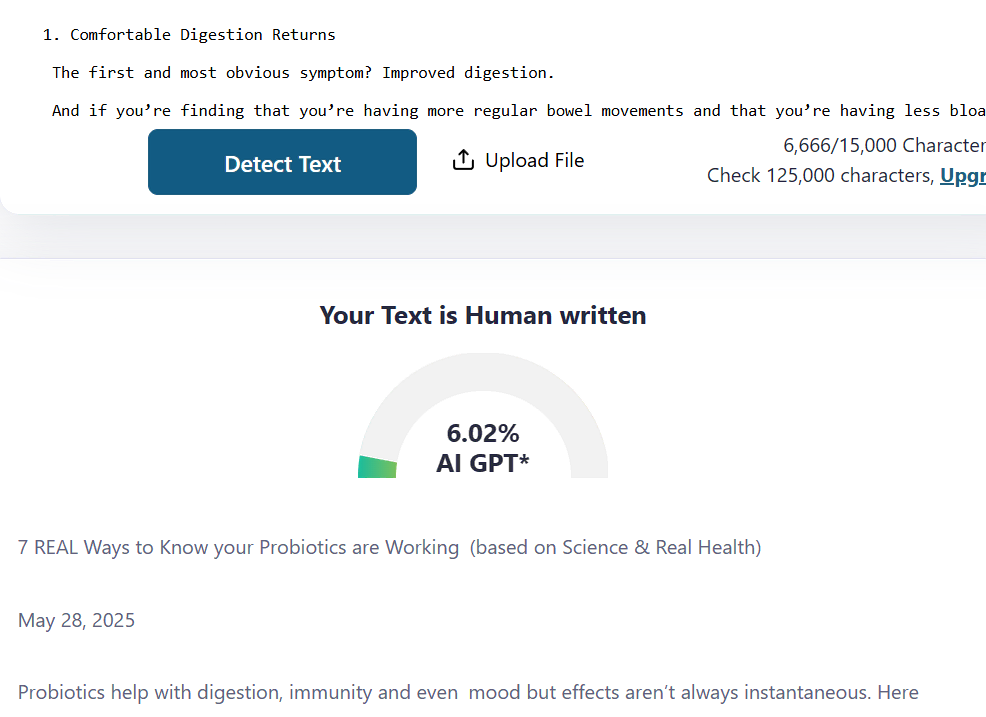 1. Comfortable Digestion Returns
The first and most obvious symptom? Improved digestion.
And if you’re finding that you’re having more regular bowel movements and that you’re having less bloa
Detect Text
Upload File
6,666/15,000 Character
Check 125,000 characters, Upgr
Your Text is Human written
6.02%
AI GPT*
7 REAL Ways to Know your Probiotics are Working  (based on Science & Real Health)
May 28, 2025
Probiotics help with digestion, immunity and even  mood but effects aren’t always instantaneous. Here